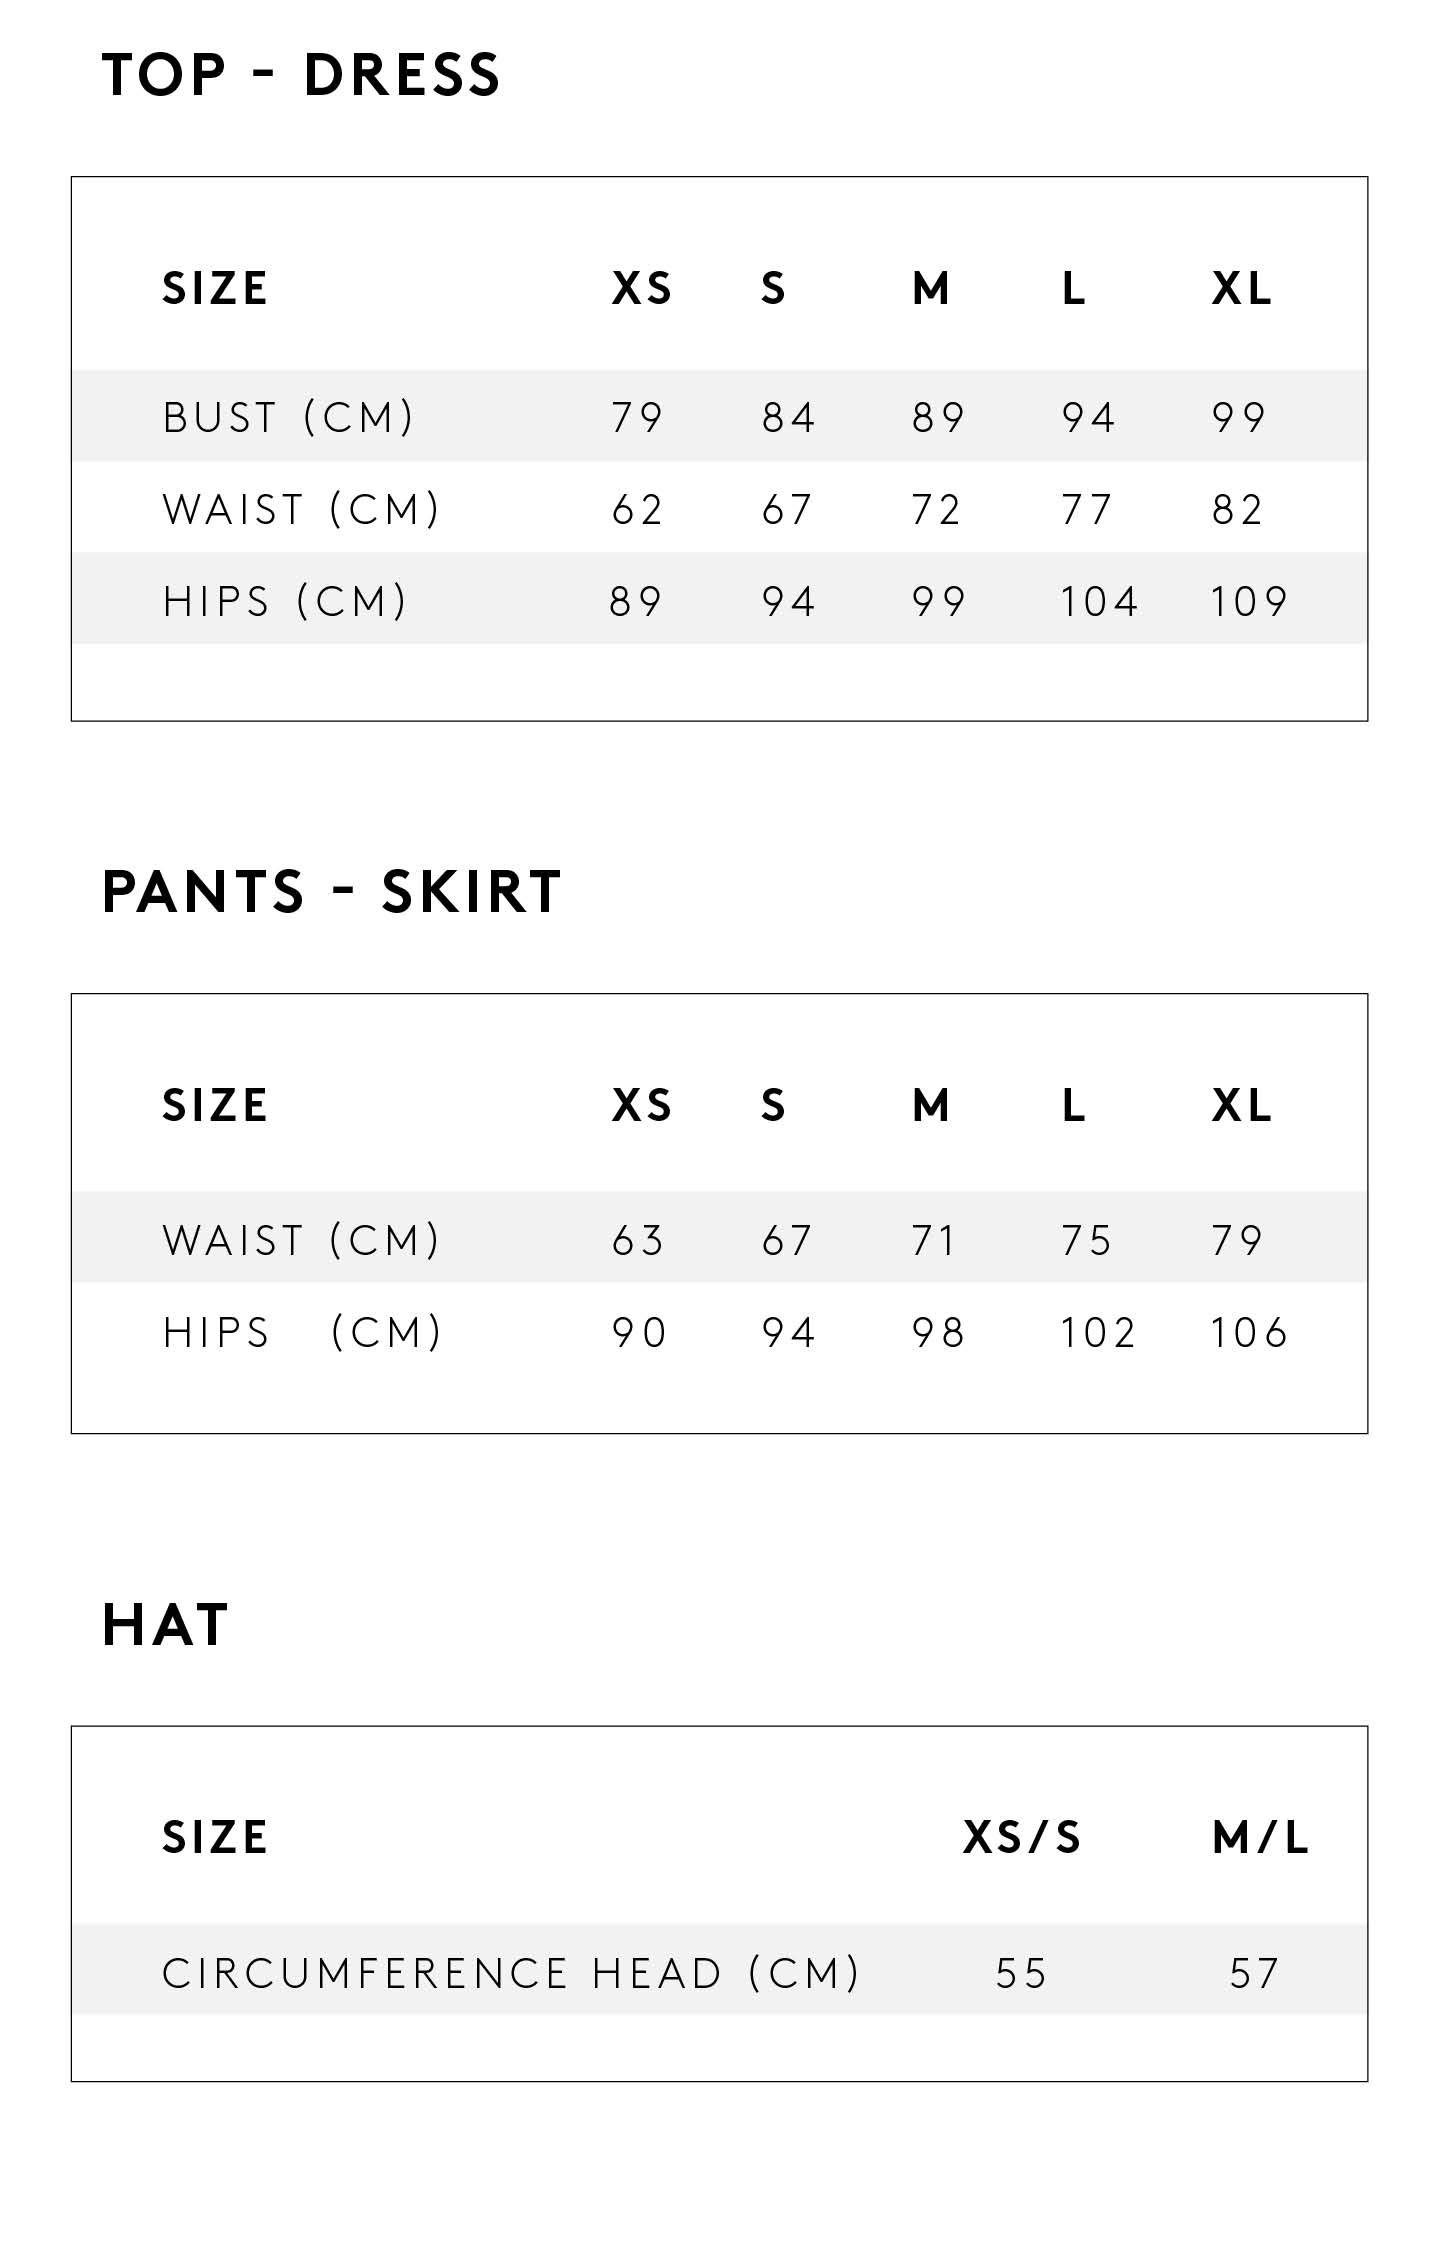 TOP - DRESS
SIZE XS S M L XL
BUST (CM) 79 84 89 94 99
WAIST (CM) 62 67 72 77 82
HIPS (CM) 89 94 99 104 109
PANTS - SKIRT
SIZE XS S M L XL
WAIST (CM) 63 67 71 75 79
HIPS (CM) 90 94 98 102 106
HAT
SIZE XS/S M/L
CIRCUMFERENCE HEAD (CM) 55 57